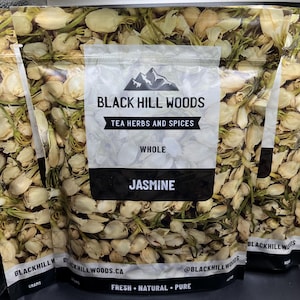 BLACK HILL WOODS
TEA HERBS AND SPICES
WHOLE
JASMINE
BLACKHILLWOODS.CA
@BLACKHILLWOODS
FRESH • NATURAL • PURE